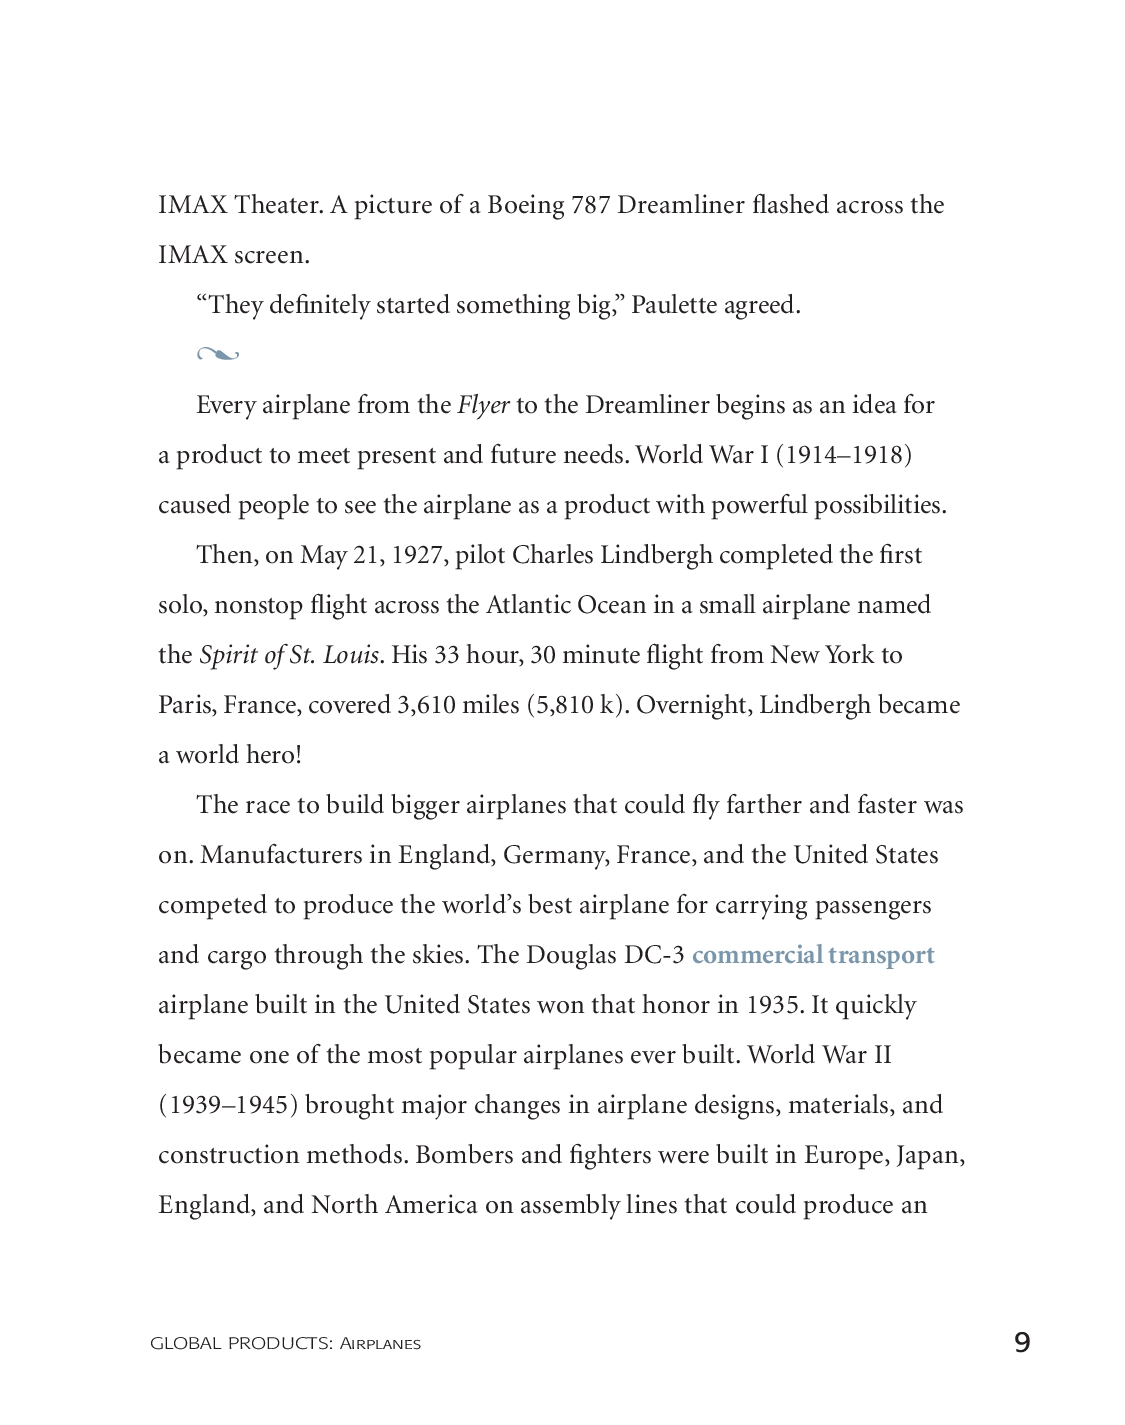 IMAX Theater. A picture of a Boeing 787 Dreamliner flashed across the
IMAX screen.
“They definitely started something big,” Paulette agreed.
Every airplane from the Flyer to the Dreamliner begins as an idea for
a product to meet present and future needs. World War I (1914–1918)
caused people to see the airplane as a product with powerful possibilities.
Then, on May 21, 1927, pilot Charles Lindbergh completed the first
solo, nonstop flight across the Atlantic Ocean in a small airplane named
the Spirit of St. Louis. His 33 hour, 30 minute flight from New York to
Paris, France, covered 3,610 miles (5,810 k). Overnight, Lindbergh became
a world hero!
The race to build bigger airplanes that could fly farther and faster was
on. Manufacturers in England, Germany, France, and the United States
competed to produce the world’s best airplane for carrying passengers
and cargo through the skies. The Douglas DC-3 commercial transport
airplane built in the United States won that honor in 1935. It quickly
became one of the most popular airplanes ever built. World War II
(1939–1945) brought major changes in airplane designs, materials, and
construction methods. Bombers and fighters were built in Europe, Japan,
England, and North America on assembly lines that could produce an
GLOBAL PRODUCTS: Airplanes 9